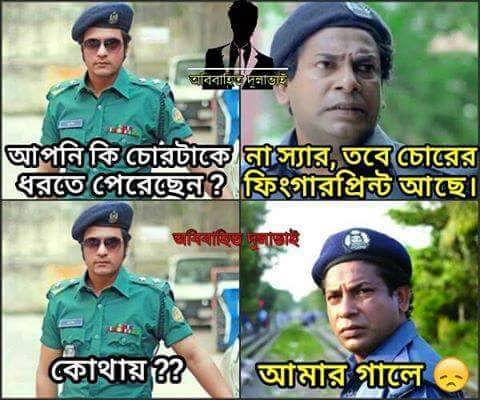 অবিবাহিত দুলাভাই
আপনি কি চোরটাকে
ধরতে পেরেছেন ?
না স্যার, তবে চোরের
ফিংগারপ্রিন্ট আছে।
অবিবাহিত দুলাভাই
কোথায় ??
আমার গালে 😞